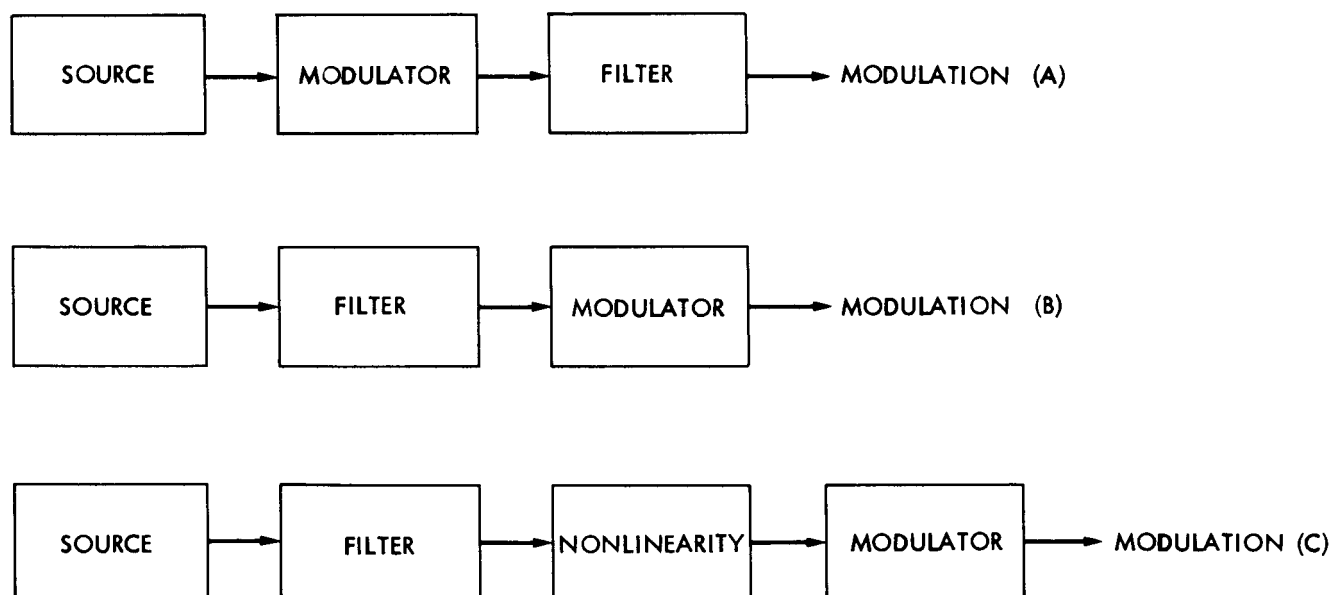 SOURCE MODULATOR FILTER MODULATION (A)
SOURCE FILTER MODULATOR MODULATION (B)
SOURCE FILTER NONLINEARITY MODULATOR MODULATION (C)